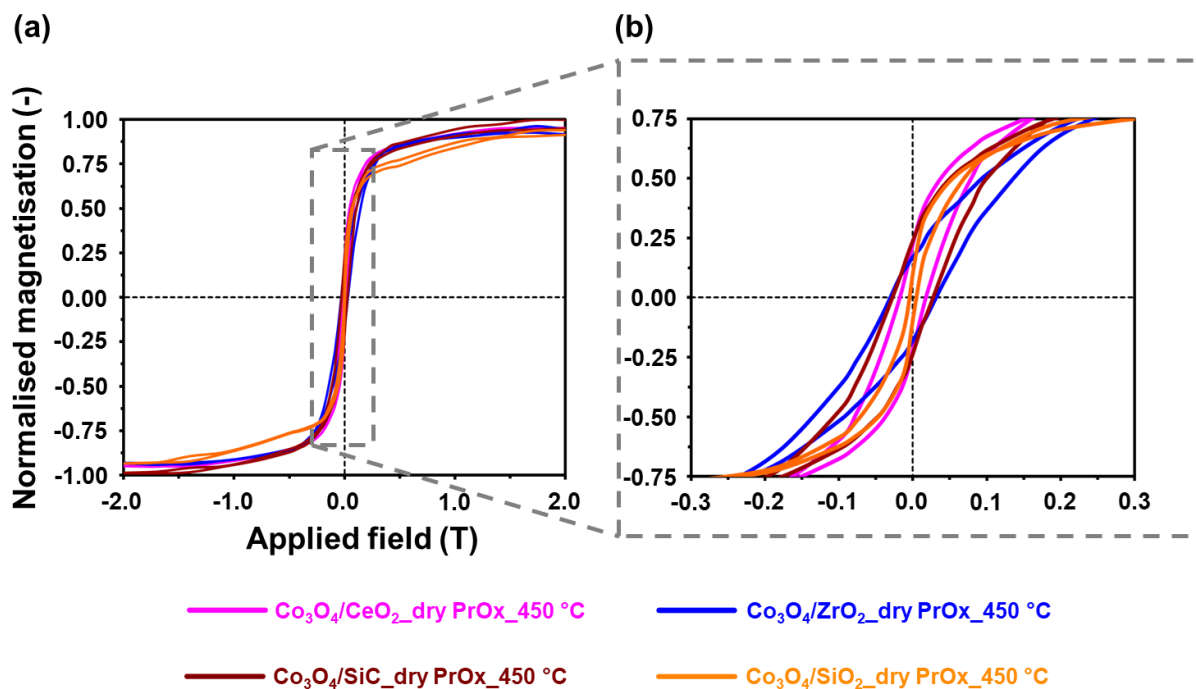 (a)
(b)
Normalised magnetisation (-)
1.00
0.75
0.50
0.25
0.00
-0.25
-0.50
-0.75
-1.00
-2.0 -1.0 0.0 1.0 2.0
Applied field (T)
0.75
0.50
0.25
0.00
-0.25
-0.50
-0.75
-0.3 -0.2 -0.1 0.0 0.1 0.2 0.3
Co₃O₄/CeO₂_dry PrOx_450 °C
Co₃O₄/ZrO₂_dry PrOx_450 °C
Co₃O₄/SiC_dry PrOx_450 °C
Co₃O₄/SiO₂_dry PrOx_450 °C